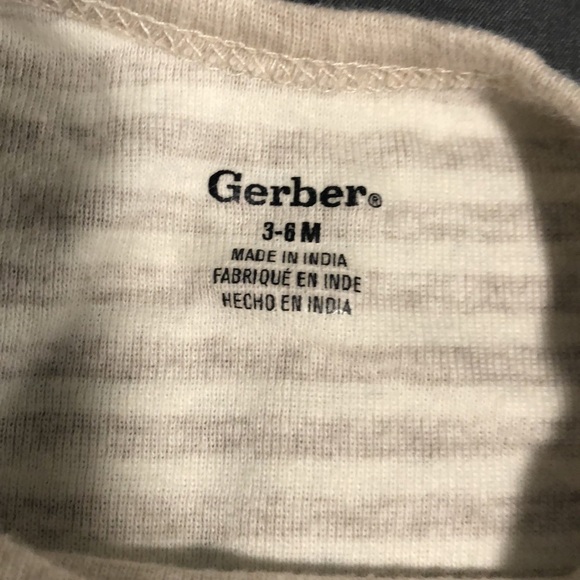 Gerber®
3-6 M
MADE IN INDIA
FABRIQUÉ EN INDE
HECHO EN INDIA